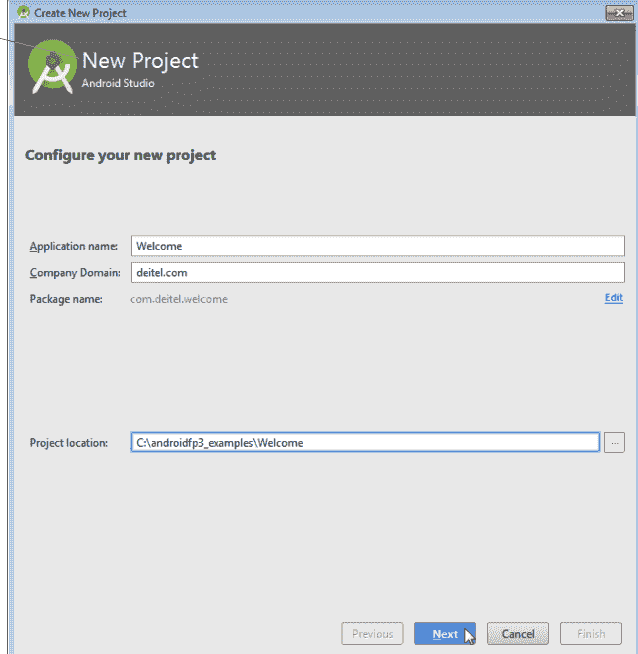 Create New Project
New Project
Android Studio
Configure your new project
Application name: Welcome
Company Domain: deitel.com
Package name: com.deitel.welcome Edit
Project location: C:\androidfp3_examples\Welcome ...
Previous Next Cancel Finish